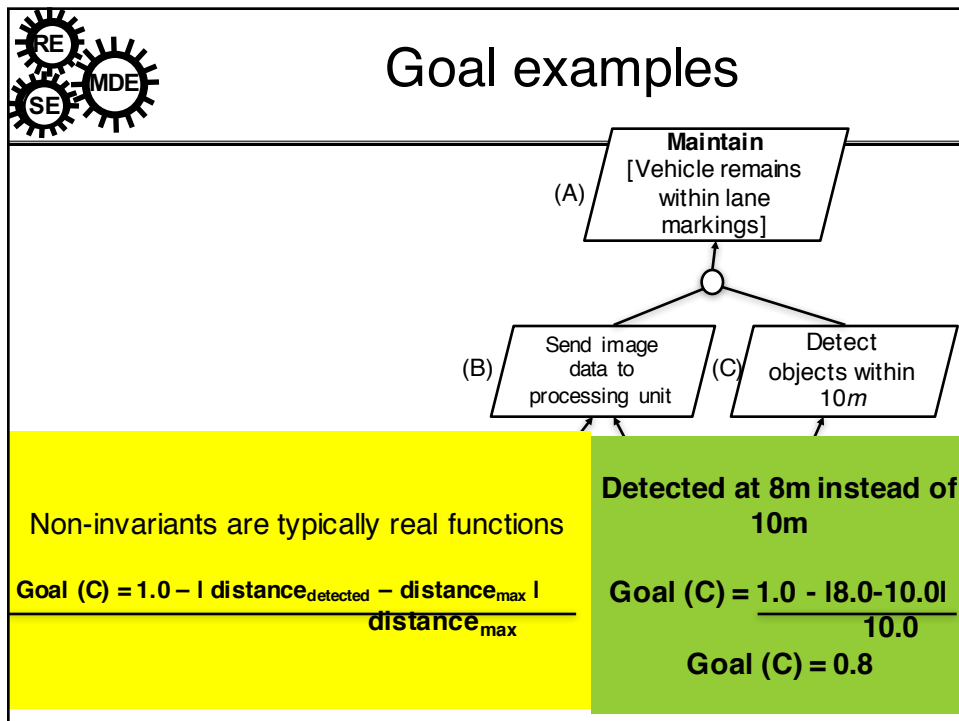 RE
MDE
SE
Goal examples
Maintain
[Vehicle remains
within lane
markings]
(A)
(B)
Send image
data to
processing unit
(C)
Detect
objects within
10m
Non-invariants are typically real functions
Goal (C) = 1.0 – | distance_detected – distance_max |
distance_max
Detected at 8m instead of
10m
Goal (C) = 1.0 - |8.0-10.0|
10.0
Goal (C) = 0.8